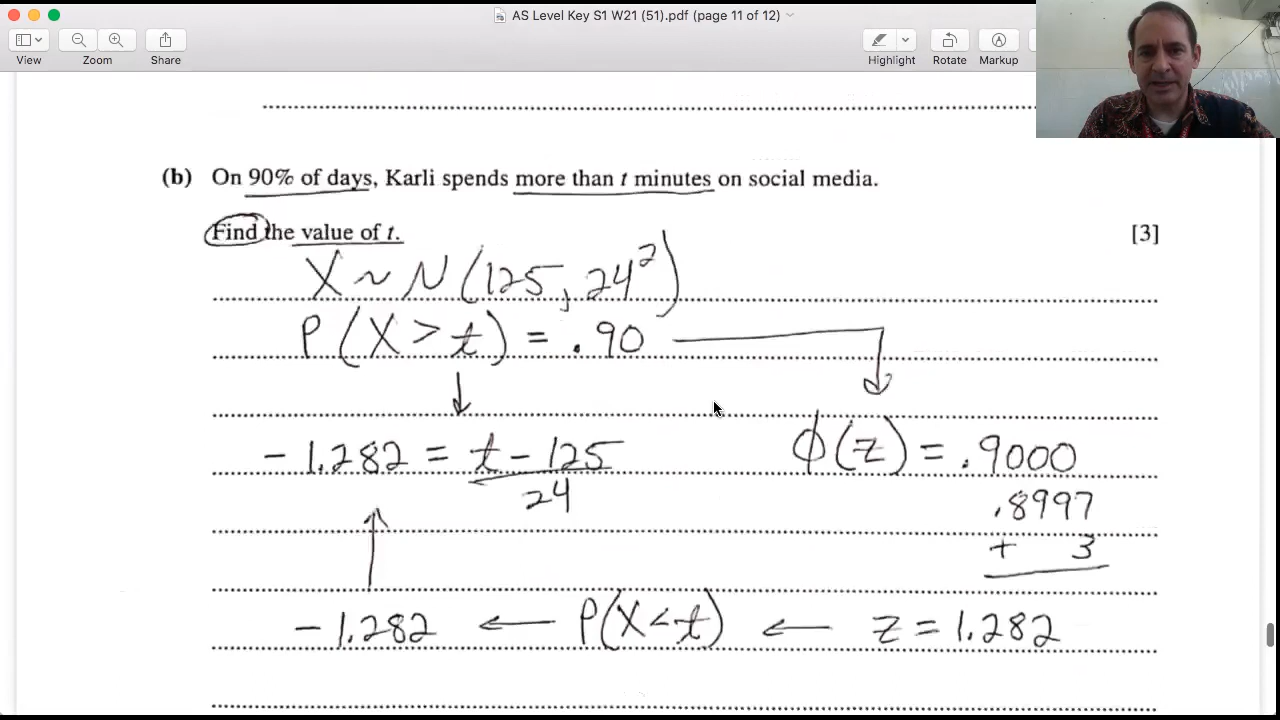 AS Level Key S1 W21 (51).pdf (page 11 of 12)
View Zoom Share Highlight Rotate Markup
(b) On 90% of days, Karli spends more than t minutes on social media.
Find the value of t. [3]
X ~ N(125, 24²)
P(X > t) = .90
-1.282 = t - 125 ϕ(z) = .9000
24 .8997
+ 3
-1.282 ← P(X < t) ← z = 1.282